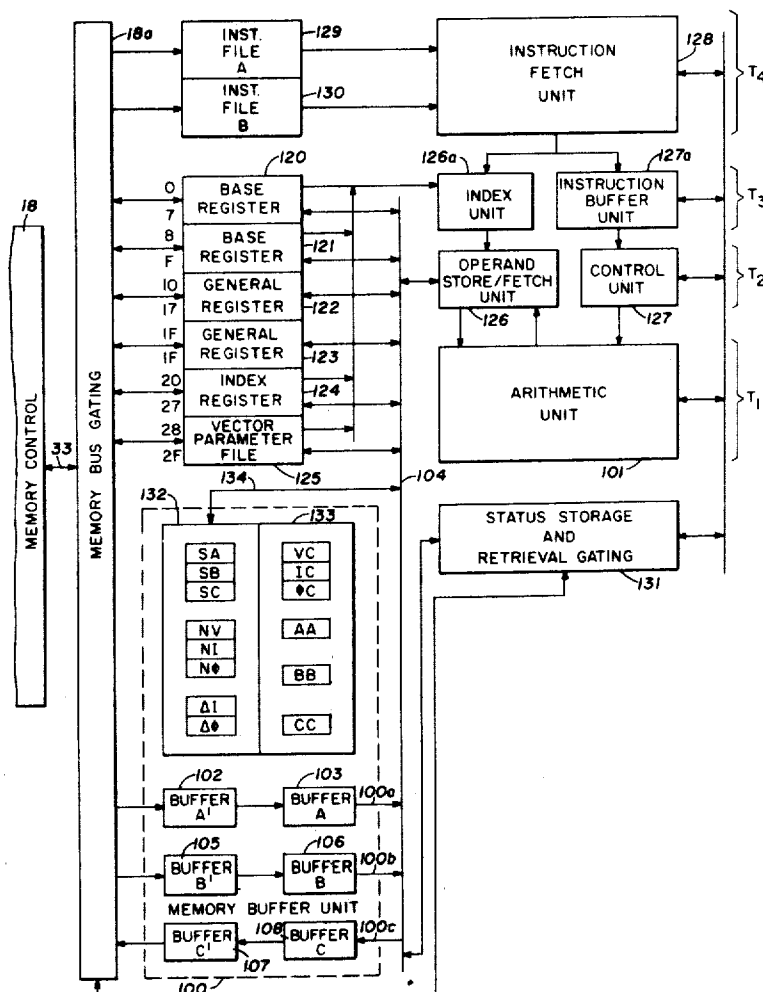 18a
INST.
FILE
A
129
INST.
FILE
B
130
INSTRUCTION
FETCH
UNIT
128
T4
120
126a
127a
0
BASE
REGISTER
7
INDEX
UNIT
INSTRUCTION
BUFFER
UNIT
T3
18
8
BASE
REGISTER
F
121
OPERAND
STORE/FETCH
UNIT
126
CONTROL
UNIT
127
T2
10
GENERAL
REGISTER
17
122
1F
GENERAL
REGISTER
1F
123
20
INDEX
REGISTER
27
124
ARITHMETIC
UNIT
101
T1
28
VECTOR
PARAMETER
FILE
2F
125
MEMORY CONTROL
33
MEMORY BUS GATING
134
104
132
133
STATUS STORAGE
AND
RETRIEVAL GATING
131
SA
SB
SC
NV
NI
NΦ
ΔI
ΔΦ
VC
IC
ΦC
AA
BB
CC
102
BUFFER
A'
103
BUFFER
A
100a
105
BUFFER
B'
106
BUFFER
B
100b
MEMORY BUFFER UNIT
BUFFER
C'
107
108
BUFFER
C
100c
100